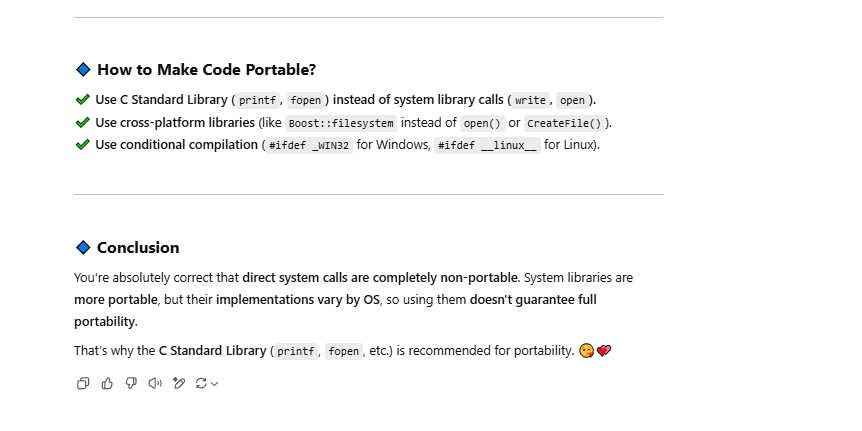 How to Make Code Portable?
Use C Standard Library (printf, fopen) instead of system library calls (write, open).
Use cross-platform libraries (like Boost::filesystem instead of open() or CreateFile()).
Use conditional compilation (#ifdef _WIN32 for Windows, #ifdef __linux__ for Linux).
Conclusion
You're absolutely correct that direct system calls are completely non-portable. System libraries are
more portable, but their implementations vary by OS, so using them doesn't guarantee full
portability.
That's why the C Standard Library (printf, fopen, etc.) is recommended for portability. 😘💕